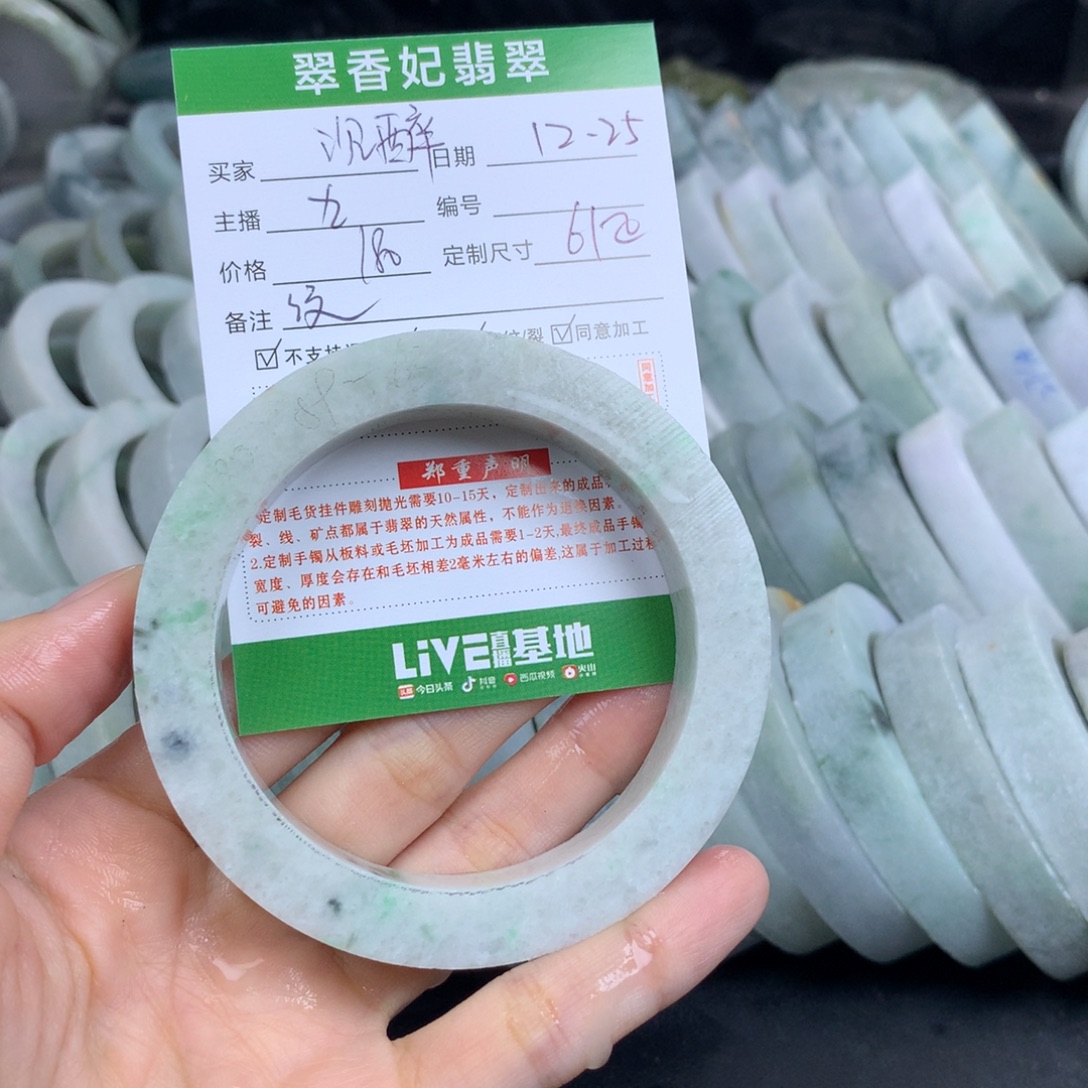 翠香妃翡翠
买家 沉醉 日期 12-25
主播 九 编号
价格 180 定制尺寸 61
备注 纹
不支持 /裂 同意加工
郑重声明
定制毛货挂件雕刻抛光需要10-15天，定制出来的成品
裂、线、矿点都属于翡翠的天然属性，不能作为退换因素。
2.定制手镯从板料或毛坯加工为成品需要1-2天,最终成品手镯
宽度、厚度会存在和毛坯相差2毫米左右的偏差,这属于加工过程
可避免的因素。
LiVE直播基地
头条 今日头条 抖音 西瓜视频 火山